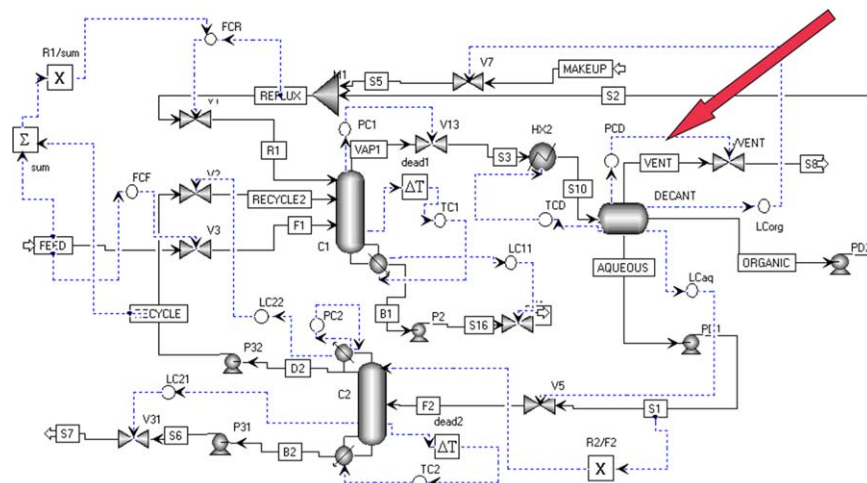 FCR
R1/sum
X
V7
MAKEUP
S5
M1
REFLUX
S2
PC1
V13
HX2
PCD
VENT
VENT
S8
R1
VAP1
dead1
S3
Σ
sum
FCF
V2
RECYCLE2
ΔT
TC1
S10
TCD
DECANT
LCorg
V3
FEED
F1
C1
LC11
AQUEOUS
ORGANIC
LCaq
RECYCLE
LC22
PC2
B1
P2
S16
P32
D2
LC21
C2
F2
V5
S1
dead2
V31
P31
S7
S6
B2
ΔT
R2/F2
X
TC2